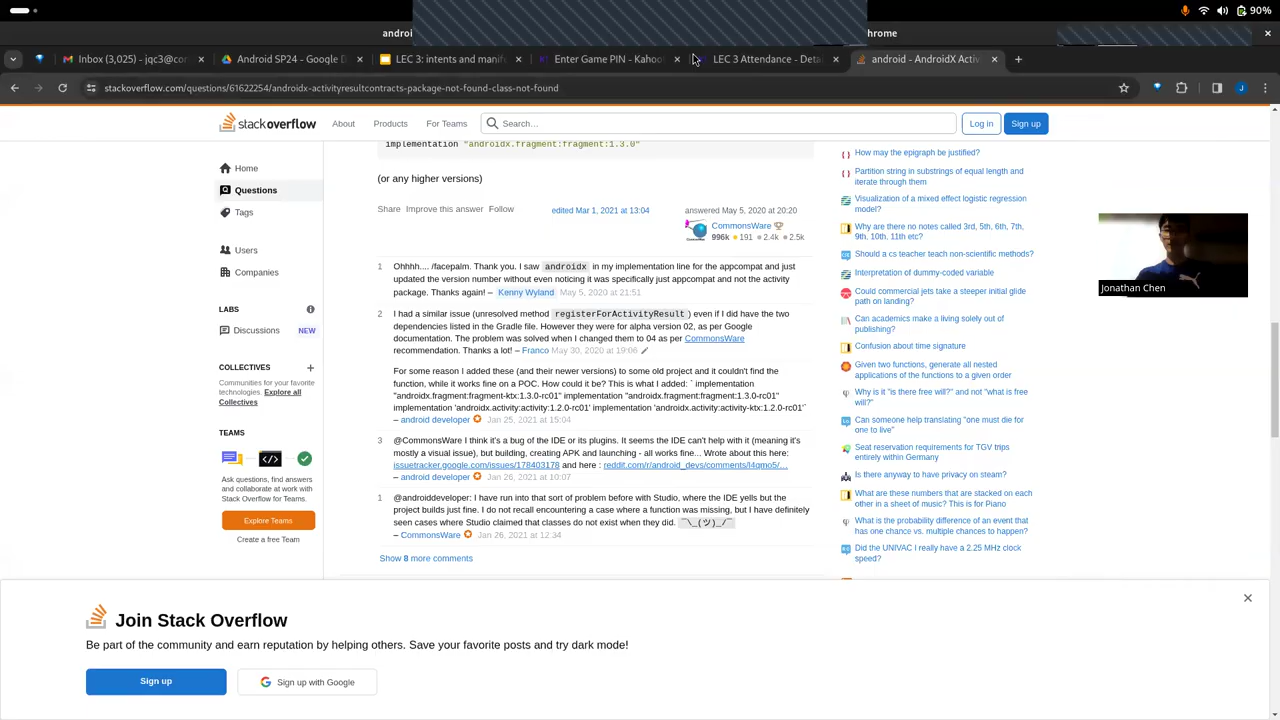 90%
androi
hrome
Inbox (3,025) - jqc3@cor
Android SP24 - Google D
LEC 3: intents and manif
Enter Game PIN - Kahoo
LEC 3 Attendance - Deta
android - AndroidX Activ
stackoverflow.com/questions/61622254/androidx-activityresultcontracts-package-not-found-class-not-found
J
stackoverflow
About
Products
For Teams
Search…
Log in
Sign up
Home
Questions
Tags
Users
Companies
LABS
Discussions
NEW
COLLECTIVES
Communities for your favorite
technologies. Explore all
Collectives
TEAMS
Ask questions, find answers
and collaborate at work with
Stack Overflow for Teams.
Explore Teams
Create a free Team
implementation "androidx.fragment:fragment:1.3.0"
(or any higher versions)
Share Improve this answer Follow
edited Mar 1, 2021 at 13:04
answered May 5, 2020 at 20:20
CommonsWare
996k 191 2.4k 2.5k
1 Ohhhh.... /facepalm. Thank you. I saw androidx in my implementation line for the appcompat and just
updated the version number without even noticing it was specifically just appcompat and not the activity
package. Thanks again! – Kenny Wyland May 5, 2020 at 21:51
2 I had a similar issue (unresolved method registerForActivityResult ) even if I did have the two
dependencies listed in the Gradle file. However they were for alpha version 02, as per Google
documentation. The problem was solved when I changed them to 04 as per CommonsWare
recommendation. Thanks a lot! – Franco May 30, 2020 at 19:06
For some reason I added these (and their newer versions) to some old project and it couldn't find the
function, while it works fine on a POC. How could it be? This is what I added: ` implementation
"androidx.fragment:fragment-ktx:1.3.0-rc01" implementation "androidx.fragment:fragment:1.3.0-rc01"
implementation 'androidx.activity:activity:1.2.0-rc01' implementation 'androidx.activity:activity-ktx:1.2.0-rc01'`
– android developer Jan 25, 2021 at 15:04
3 @CommonsWare I think it's a bug of the IDE or its plugins. It seems the IDE can't help with it (meaning it's
mostly a visual issue), but building, creating APK and launching - all works fine... Wrote about this here:
issuetracker.google.com/issues/178403178 and here : reddit.com/r/android_devs/comments/l4gmo5/…
– android developer Jan 26, 2021 at 10:07
1 @androiddeveloper: I have run into that sort of problem before with Studio, where the IDE yells but the
project builds just fine. I do not recall encountering a case where a function was missing, but I have definitely
seen cases where Studio claimed that classes do not exist when they did. ¯\_(ツ)_/¯
– CommonsWare Jan 26, 2021 at 12:34
Show 8 more comments
How may the epigraph be justified?
Partition string in substrings of equal length and
iterate through them
Visualization of a mixed effect logistic regression
model?
Why are there no notes called 3rd, 5th, 6th, 7th,
9th, 10th. 11th etc?
Should a cs teacher teach non-scientific methods?
Interpretation of dummy-coded variable
Could commercial jets take a steeper initial glide
path on landing?
Can academics make a living solely out of
publishing?
Confusion about time signature
Given two functions, generate all nested
applications of the functions to a given order
Why is it "is there free will?" and not "what is free
will?"
Can someone help translating "one must die for
one to live"
Seat reservation requirements for TGV trips
entirely within Germany
Is there anyway to have privacy on steam?
What are these numbers that are stacked on each
other in a sheet of music? This is for Piano
What is the probability difference of an event that
has one chance vs. multiple chances to happen?
Did the UNIVAC I really have a 2.25 MHz clock
speed?
Jonathan Chen
Join Stack Overflow
Be part of the community and earn reputation by helping others. Save your favorite posts and try dark mode!
Sign up
Sign up with Google